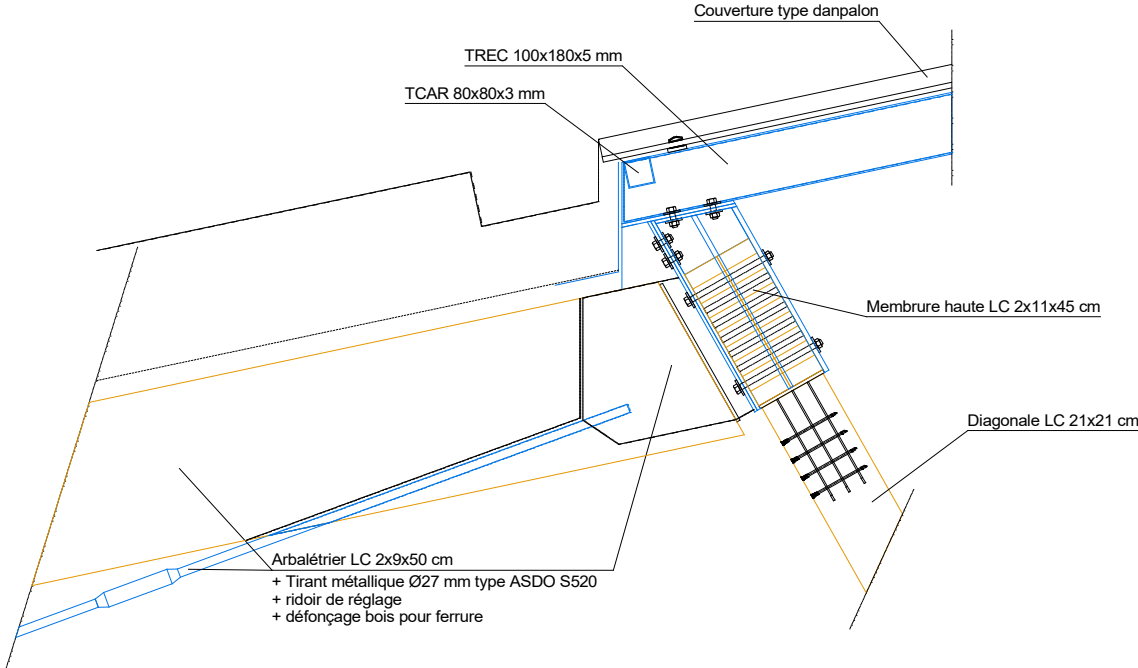 Couverture type danpalon
TREC 100x180x5 mm
TCAR 80x80x3 mm
Membrure haute LC 2x11x45 cm
Diagonale LC 21x21 cm
Arbalétrier LC 2x9x50 cm
+ Tirant métallique Ø27 mm type ASDO S520
+ ridoir de réglage
+ défonçage bois pour ferrure